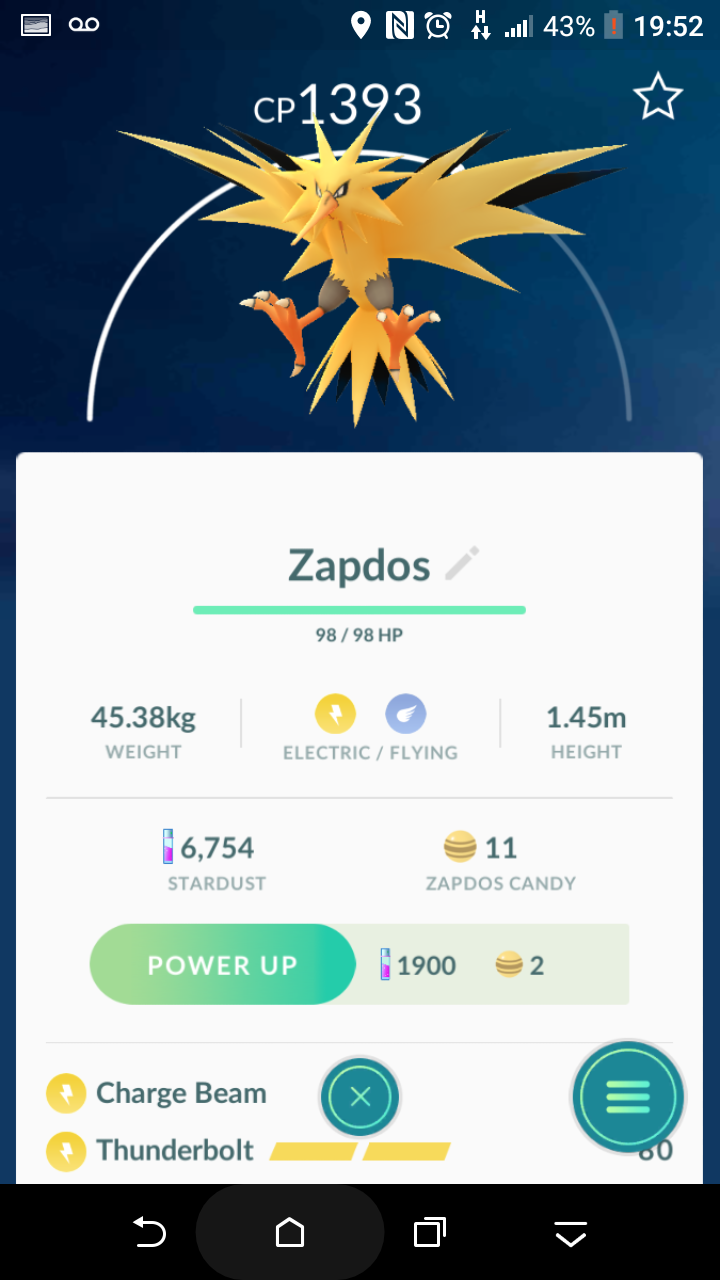 H 43% 19:52
CP1393
Zapdos
98 / 98 HP
45.38kg
WEIGHT
ELECTRIC / FLYING
1.45m
HEIGHT
6,754
STARDUST
11
ZAPDOS CANDY
POWER UP 1900 2
Charge Beam
Thunderbolt 80